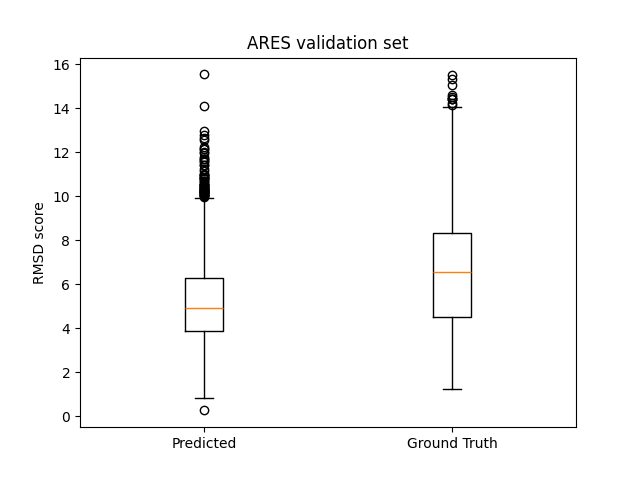 ARES validation set
RMSD score
16
14
12
10
8
6
4
2
0
Predicted
Ground Truth